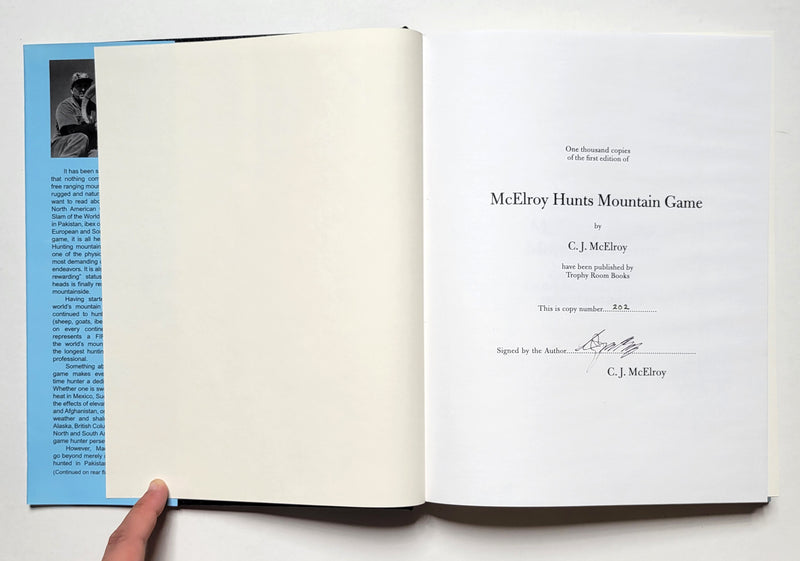 It has been s
that nothing com
free ranging mou
rugged and natur
want to read abo
North American
Slam of the World
in Pakistan, ibex o
European and So
game, it is all he
Hunting mountain
one of the physic
most demanding
endeavors. It is als
rewarding" status
heads is finally re
mountainside.
Having starte
world's mountain
continued to hunt
(sheep, goats, ibe
on every contine
represents a FIF
the world's moun
the longest huntin
professional.
Something ab
game makes eve
time hunter a dedi
Whether one is sw
heat in Mexico, Su
the effects of eleva
and Afghanistan, o
weather and shal
Alaska, British Colu
North and South A
game hunter perse
However, Ma
go beyond merely
hunted in Pakistan
(Continued on rear f
One thousand copies
of the first edition of
McElroy Hunts Mountain Game
by
C. J. McElroy
have been published by
Trophy Room Books
This is copy number....202..............
Signed by the Author
C. J. McElroy